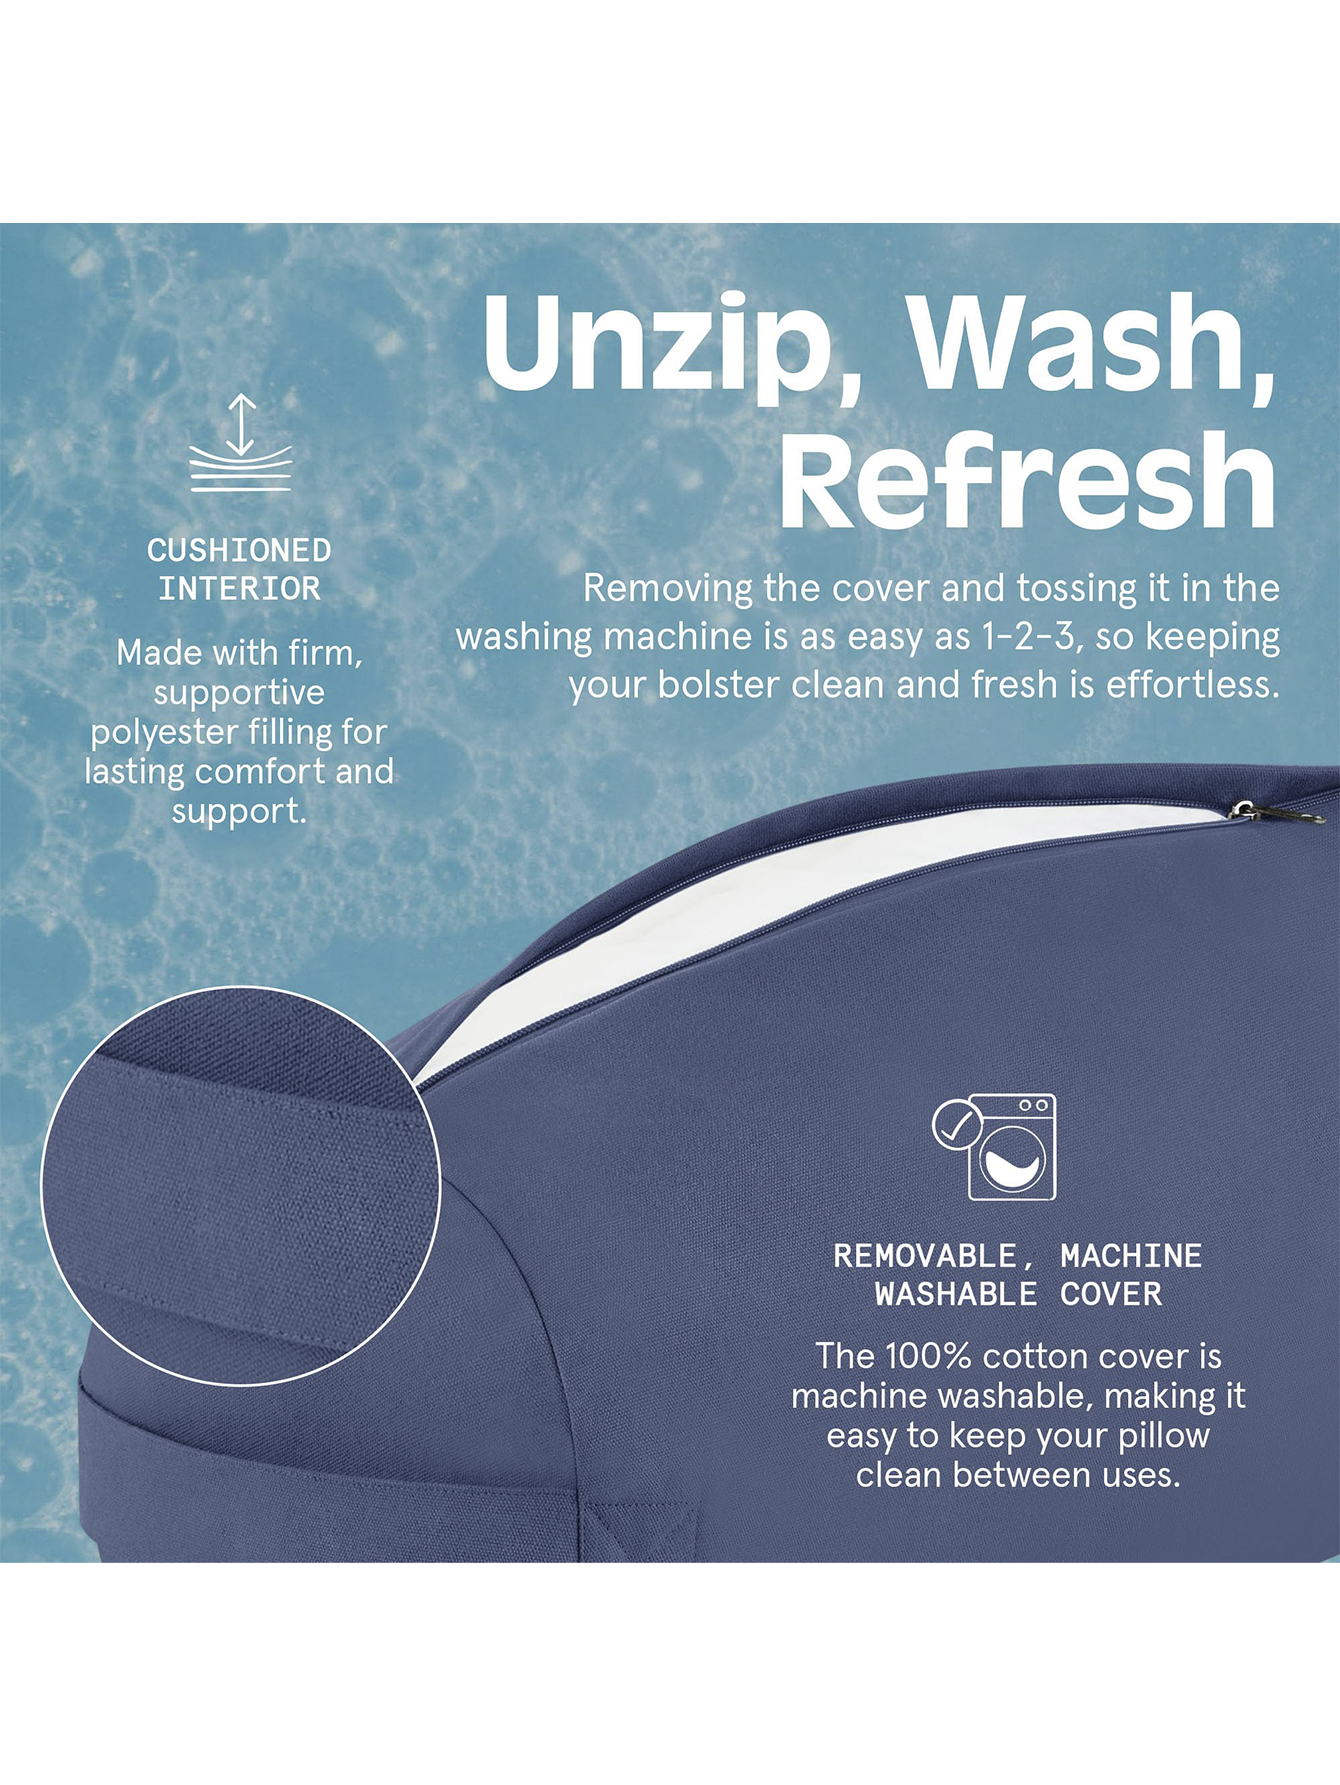 Unzip, Wash,
Refresh
Removing the cover and tossing it in the
washing machine is as easy as 1-2-3, so keeping
your bolster clean and fresh is effortless.
CUSHIONED
INTERIOR
Made with firm,
supportive
polyester filling for
lasting comfort and
support.
REMOVABLE, MACHINE
WASHABLE COVER
The 100% cotton cover is
machine washable, making it
easy to keep your pillow
clean between uses.